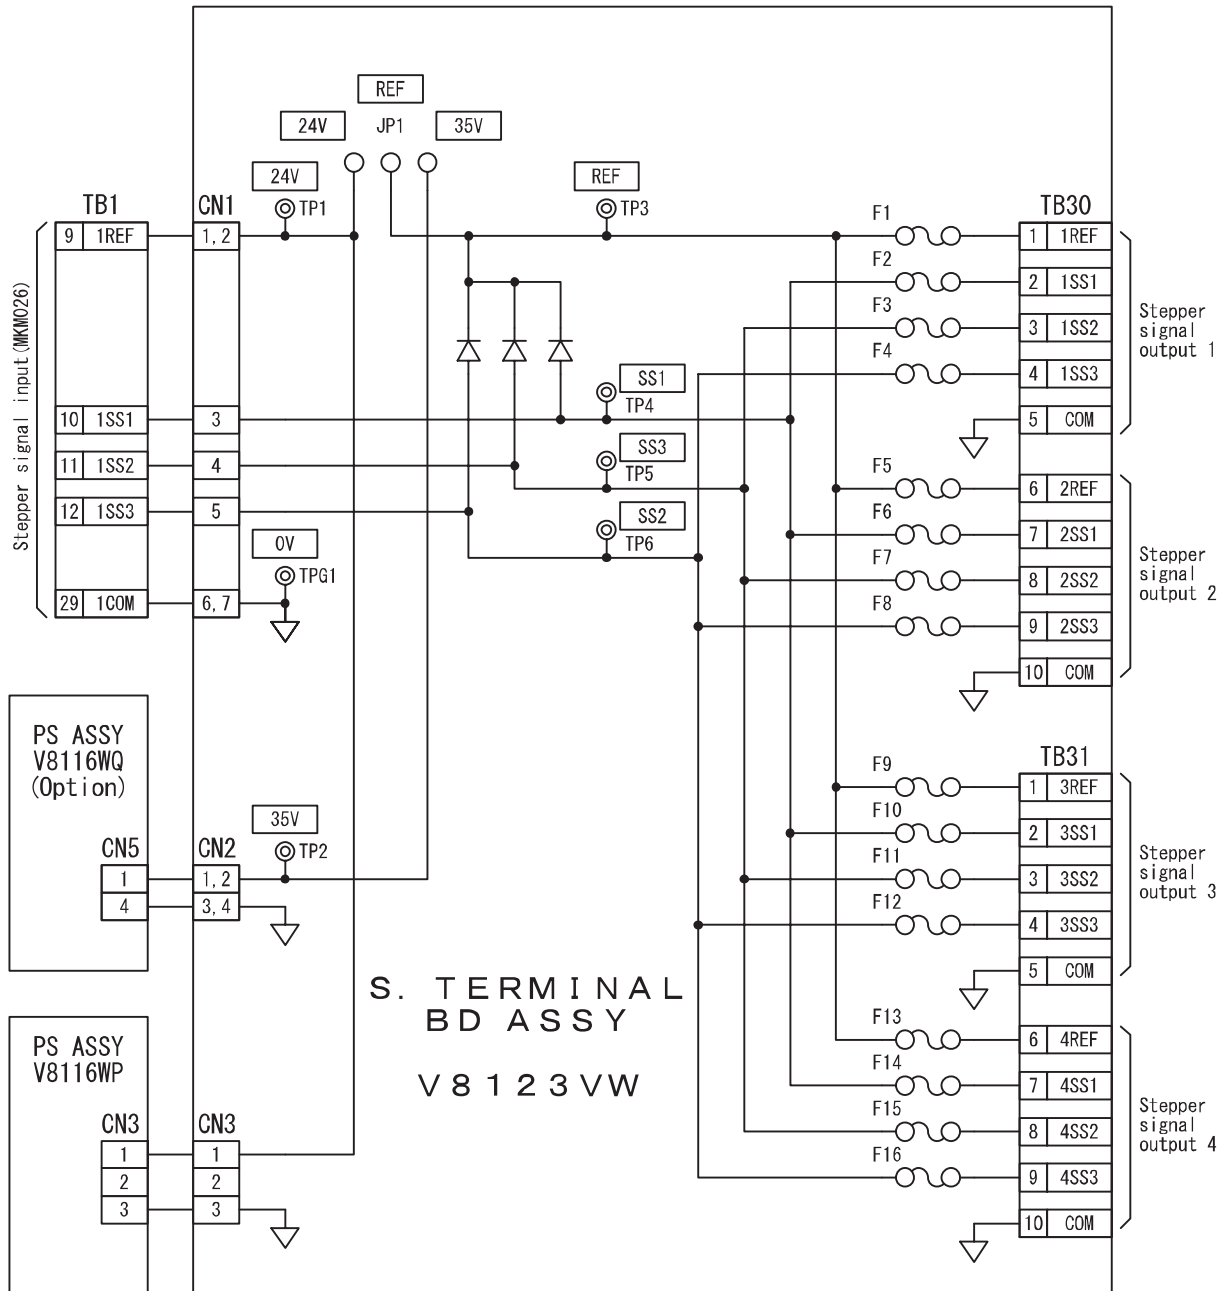 REF
24V JP1 35V
24V
TP1
REF
TP3
TB1 CN1
9 1REF 1, 2
10 1SS1 3
11 1SS2 4
12 1SS3 5
29 1COM 6, 7
Stepper signal input (MKM026)
SS1
TP4
SS3
TP5
SS2
TP6
0V
TPG1
F1
F2
F3
F4
TB30
1 1REF
2 1SS1
3 1SS2
4 1SS3
5 COM
Stepper
signal
output 1
F5
F6
F7
F8
6 2REF
7 2SS1
8 2SS2
9 2SS3
10 COM
Stepper
signal
output 2
PS ASSY
V8116WQ
(Option)
CN5 CN2
1 1, 2
4 3, 4
35V
TP2
F9
F10
F11
F12
TB31
1 3REF
2 3SS1
3 3SS2
4 3SS3
5 COM
Stepper
signal
output 3
S. TERMINAL
BD ASSY
V8123VW
F13
F14
F15
F16
6 4REF
7 4SS1
8 4SS2
9 4SS3
10 COM
Stepper
signal
output 4
PS ASSY
V8116WP
CN3 CN3
1 1
2 2
3 3